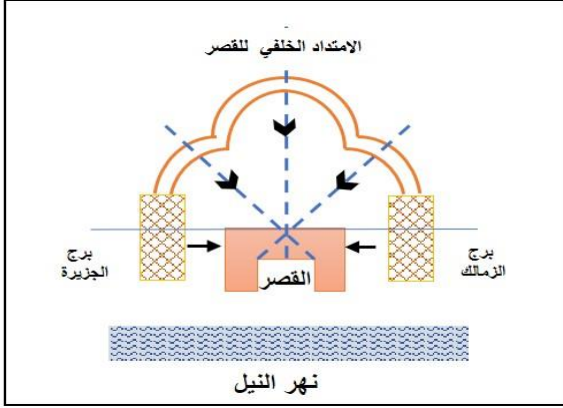 الامتداد الخلفي للقصر
برج
الزمالك
برج
الجزيرة
القصر
نهر النيل